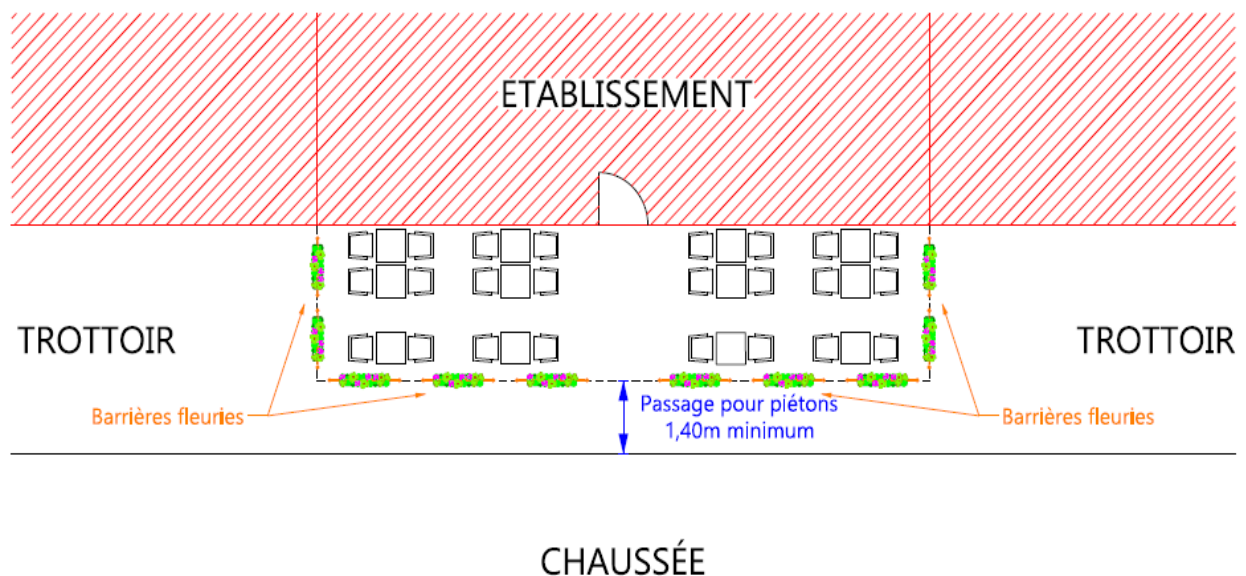 ETABLISSEMENT
TROTTOIR
TROTTOIR
Barrières fleuries
Passage pour piétons
1,40m minimum
Barrières fleuries
CHAUSSÉE